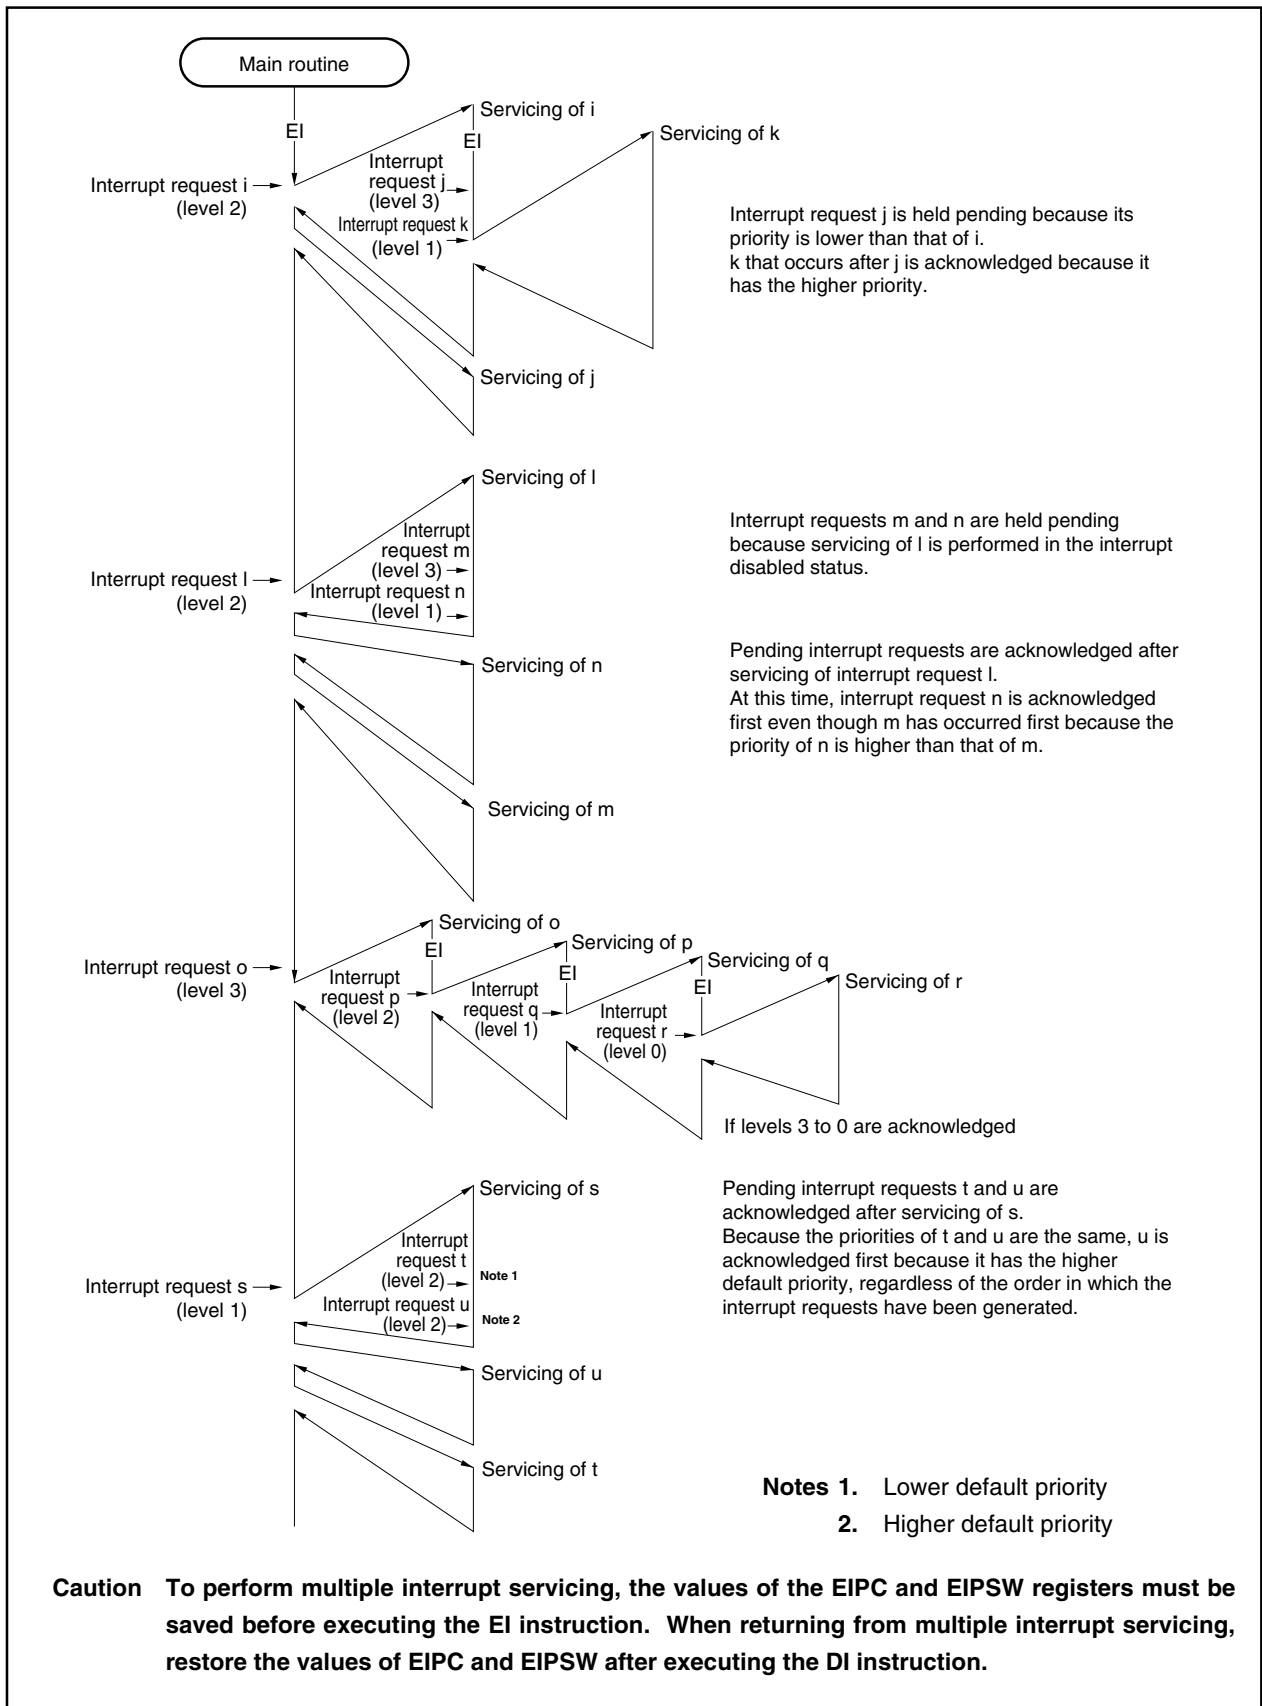 Main routine
EI
Servicing of i
EI
Servicing of k
Interrupt request i
(level 2)
Interrupt
request j
(level 3)
Interrupt request k
(level 1)
Interrupt request j is held pending because its
priority is lower than that of i.
k that occurs after j is acknowledged because it
has the higher priority.
Servicing of j
Servicing of l
Interrupt request l
(level 2)
Interrupt
request m
(level 3)
Interrupt request n
(level 1)
Interrupt requests m and n are held pending
because servicing of l is performed in the interrupt
disabled status.
Servicing of n
Pending interrupt requests are acknowledged after
servicing of interrupt request l.
At this time, interrupt request n is acknowledged
first even though m has occurred first because the
priority of n is higher than that of m.
Servicing of m
Servicing of o
EI
Servicing of p
EI
Servicing of q
EI
Servicing of r
Interrupt request o
(level 3)
Interrupt
request p
(level 2)
Interrupt
request q
(level 1)
Interrupt
request r
(level 0)
If levels 3 to 0 are acknowledged
Servicing of s
Interrupt request s
(level 1)
Interrupt
request t
(level 2)
Note 1
Interrupt request u
(level 2)
Note 2
Pending interrupt requests t and u are
acknowledged after servicing of s.
Because the priorities of t and u are the same, u is
acknowledged first because it has the higher
default priority, regardless of the order in which the
interrupt requests have been generated.
Servicing of u
Servicing of t
Notes 1. Lower default priority
2. Higher default priority
Caution To perform multiple interrupt servicing, the values of the EIPC and EIPSW registers must be
saved before executing the EI instruction. When returning from multiple interrupt servicing,
restore the values of EIPC and EIPSW after executing the DI instruction.